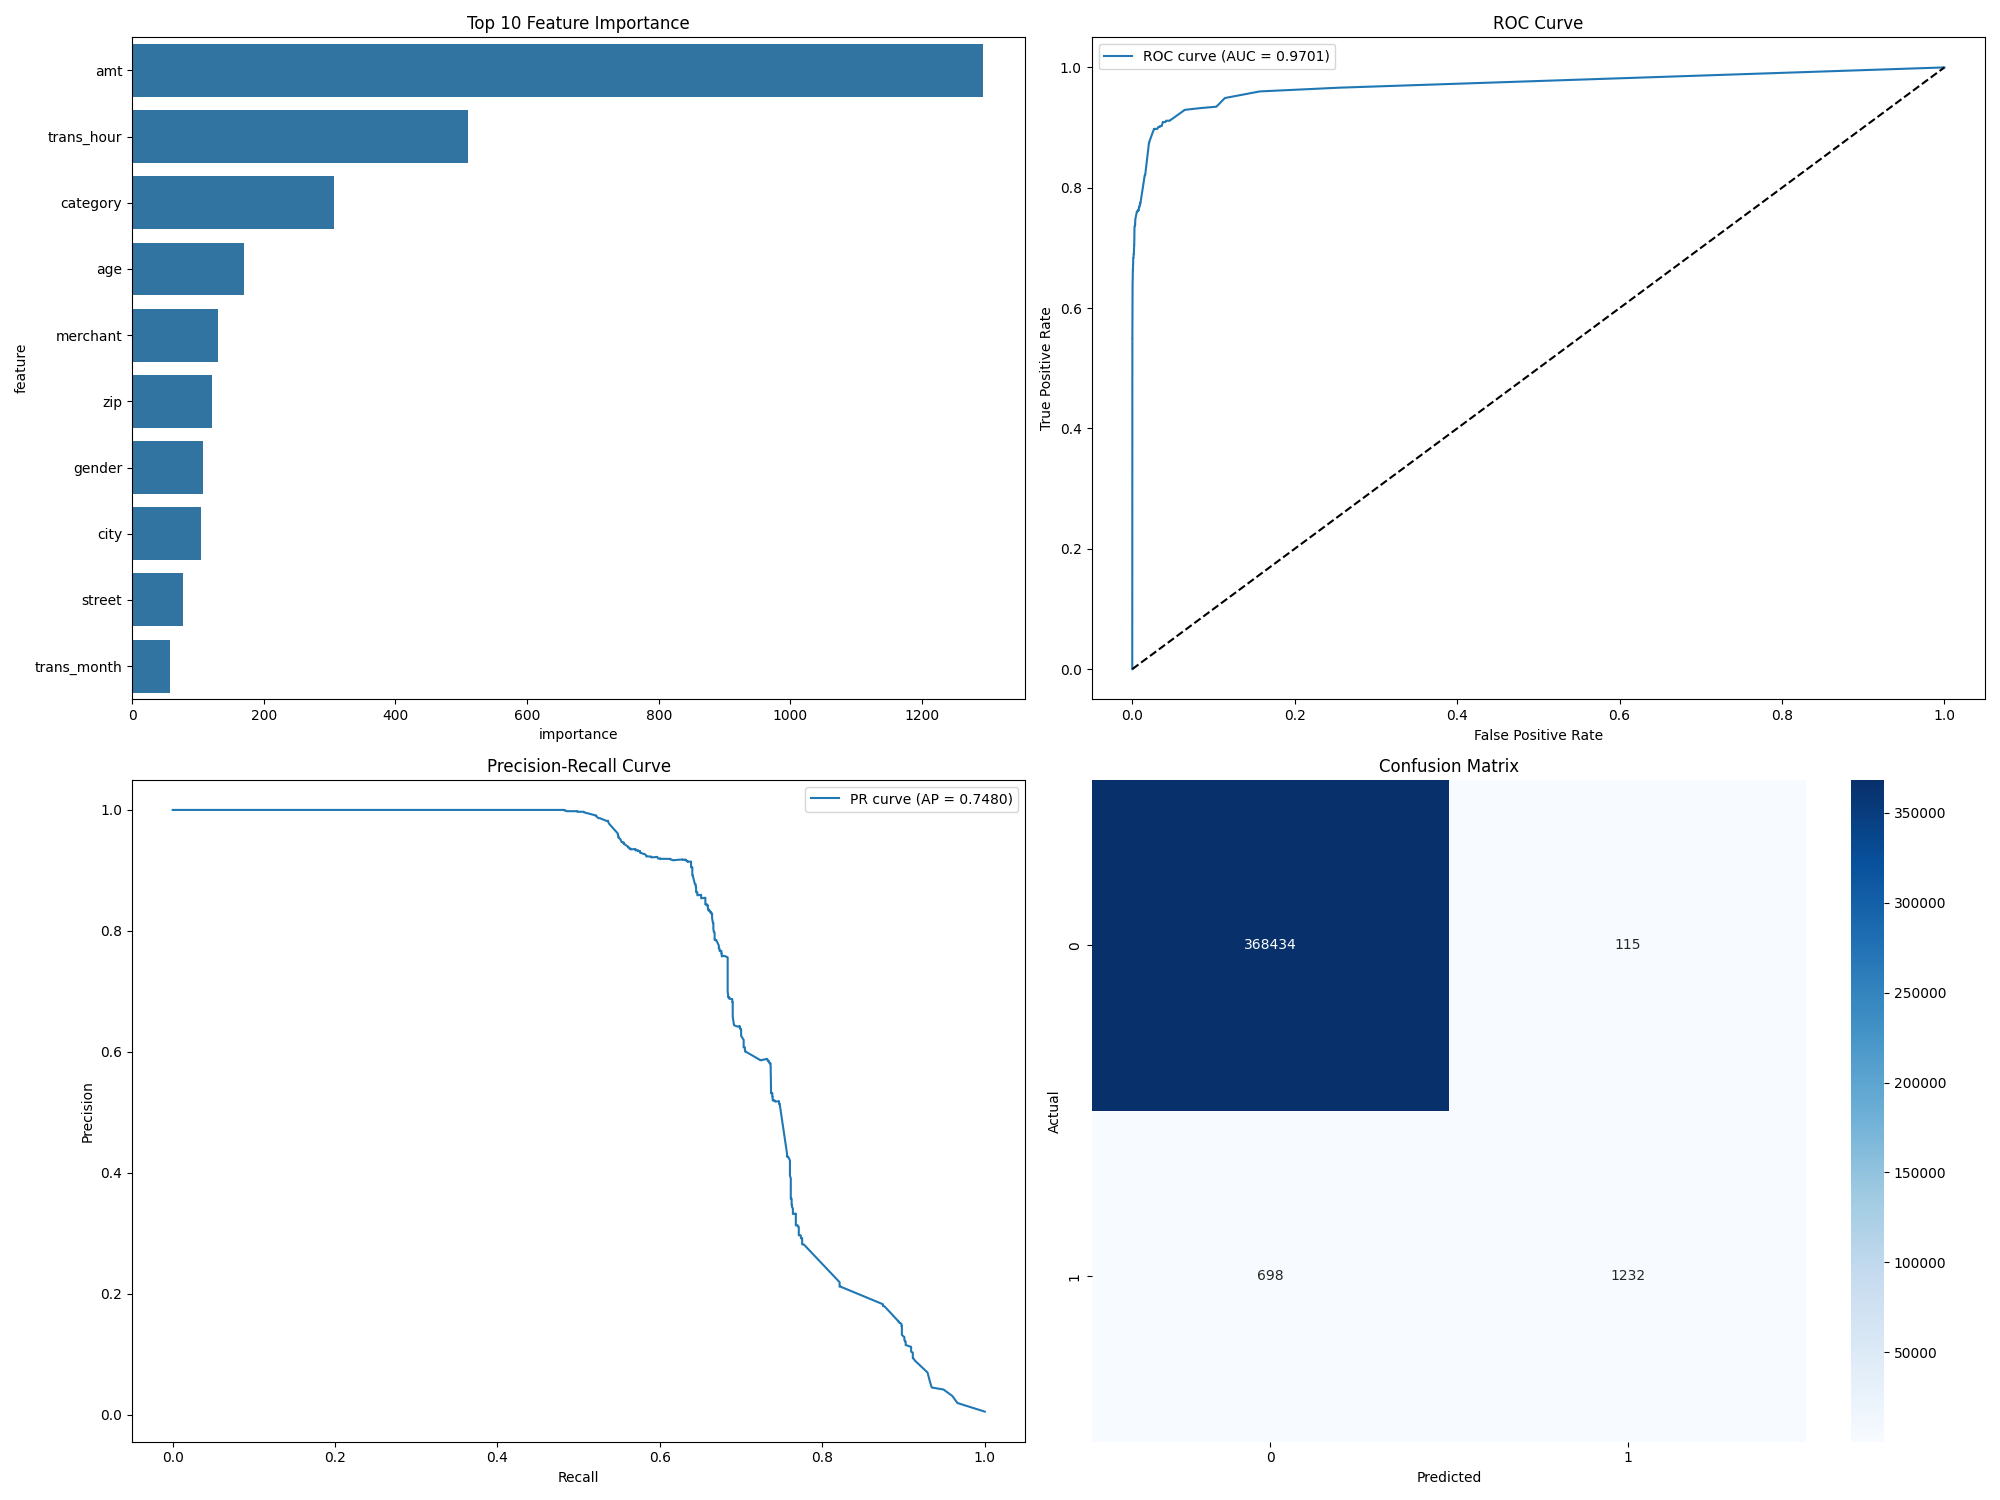 Top 10 Feature Importance
amt
trans_hour
category
age
merchant
zip
gender
city
street
trans_month
feature
0 200 400 600 800 1000 1200
importance
ROC Curve
ROC curve (AUC = 0.9701)
1.0
0.8
0.6
0.4
0.2
0.0
True Positive Rate
0.0 0.2 0.4 0.6 0.8 1.0
False Positive Rate
Precision-Recall Curve
PR curve (AP = 0.7480)
1.0
0.8
0.6
0.4
0.2
0.0
Precision
0.0 0.2 0.4 0.6 0.8 1.0
Recall
Confusion Matrix
368434 115
698 1232
0
1
Actual
0 1
Predicted
350000
300000
250000
200000
150000
100000
50000